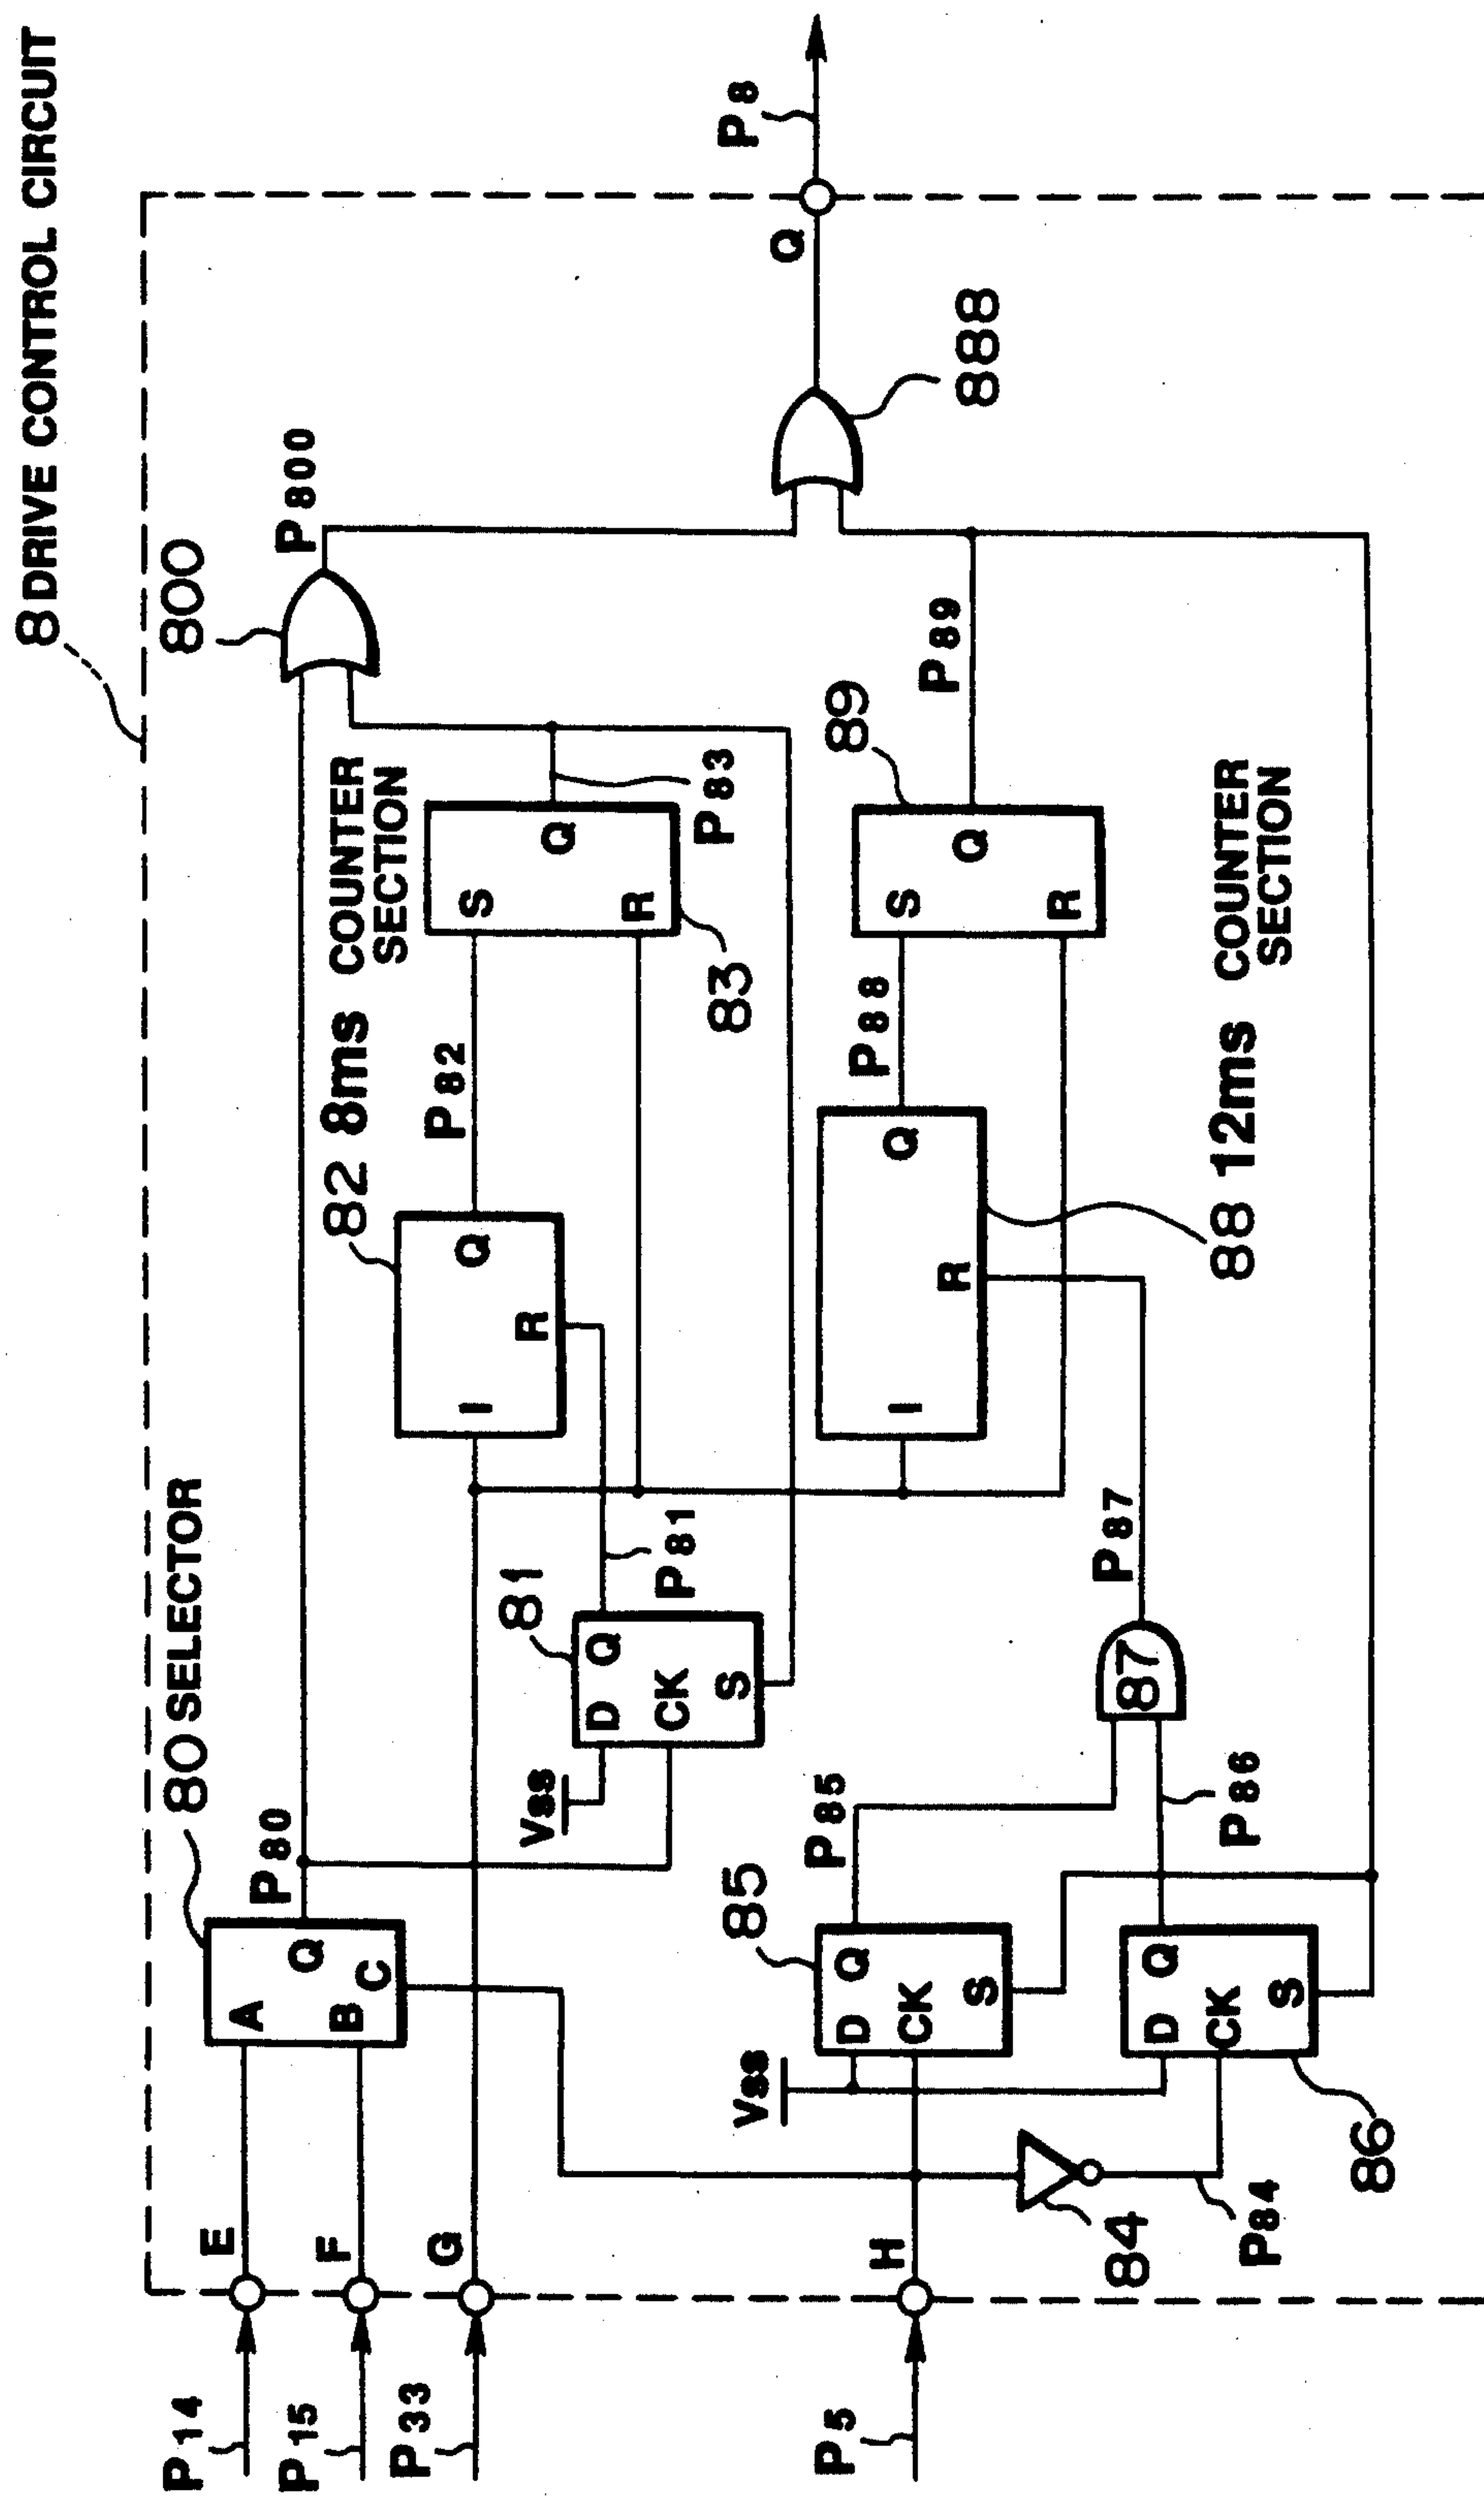 8 DRIVE CONTROL CIRCUIT
80 SELECTOR
P80
800
P800
P14
E
A
Q
P15
F
B
C
82 8ms COUNTER SECTION
P33
G
I
Q
R
P82
S
Q
R
83
P83
81
Vss
D
Q
CK
S
P81
P8
Q
888
P5
H
Vss
85
D
Q
CK
S
P85
I
Q
R
P88
89
S
Q
R
P89
88 12ms COUNTER SECTION
84
P84
86
D
Q
CK
S
P86
87
P87